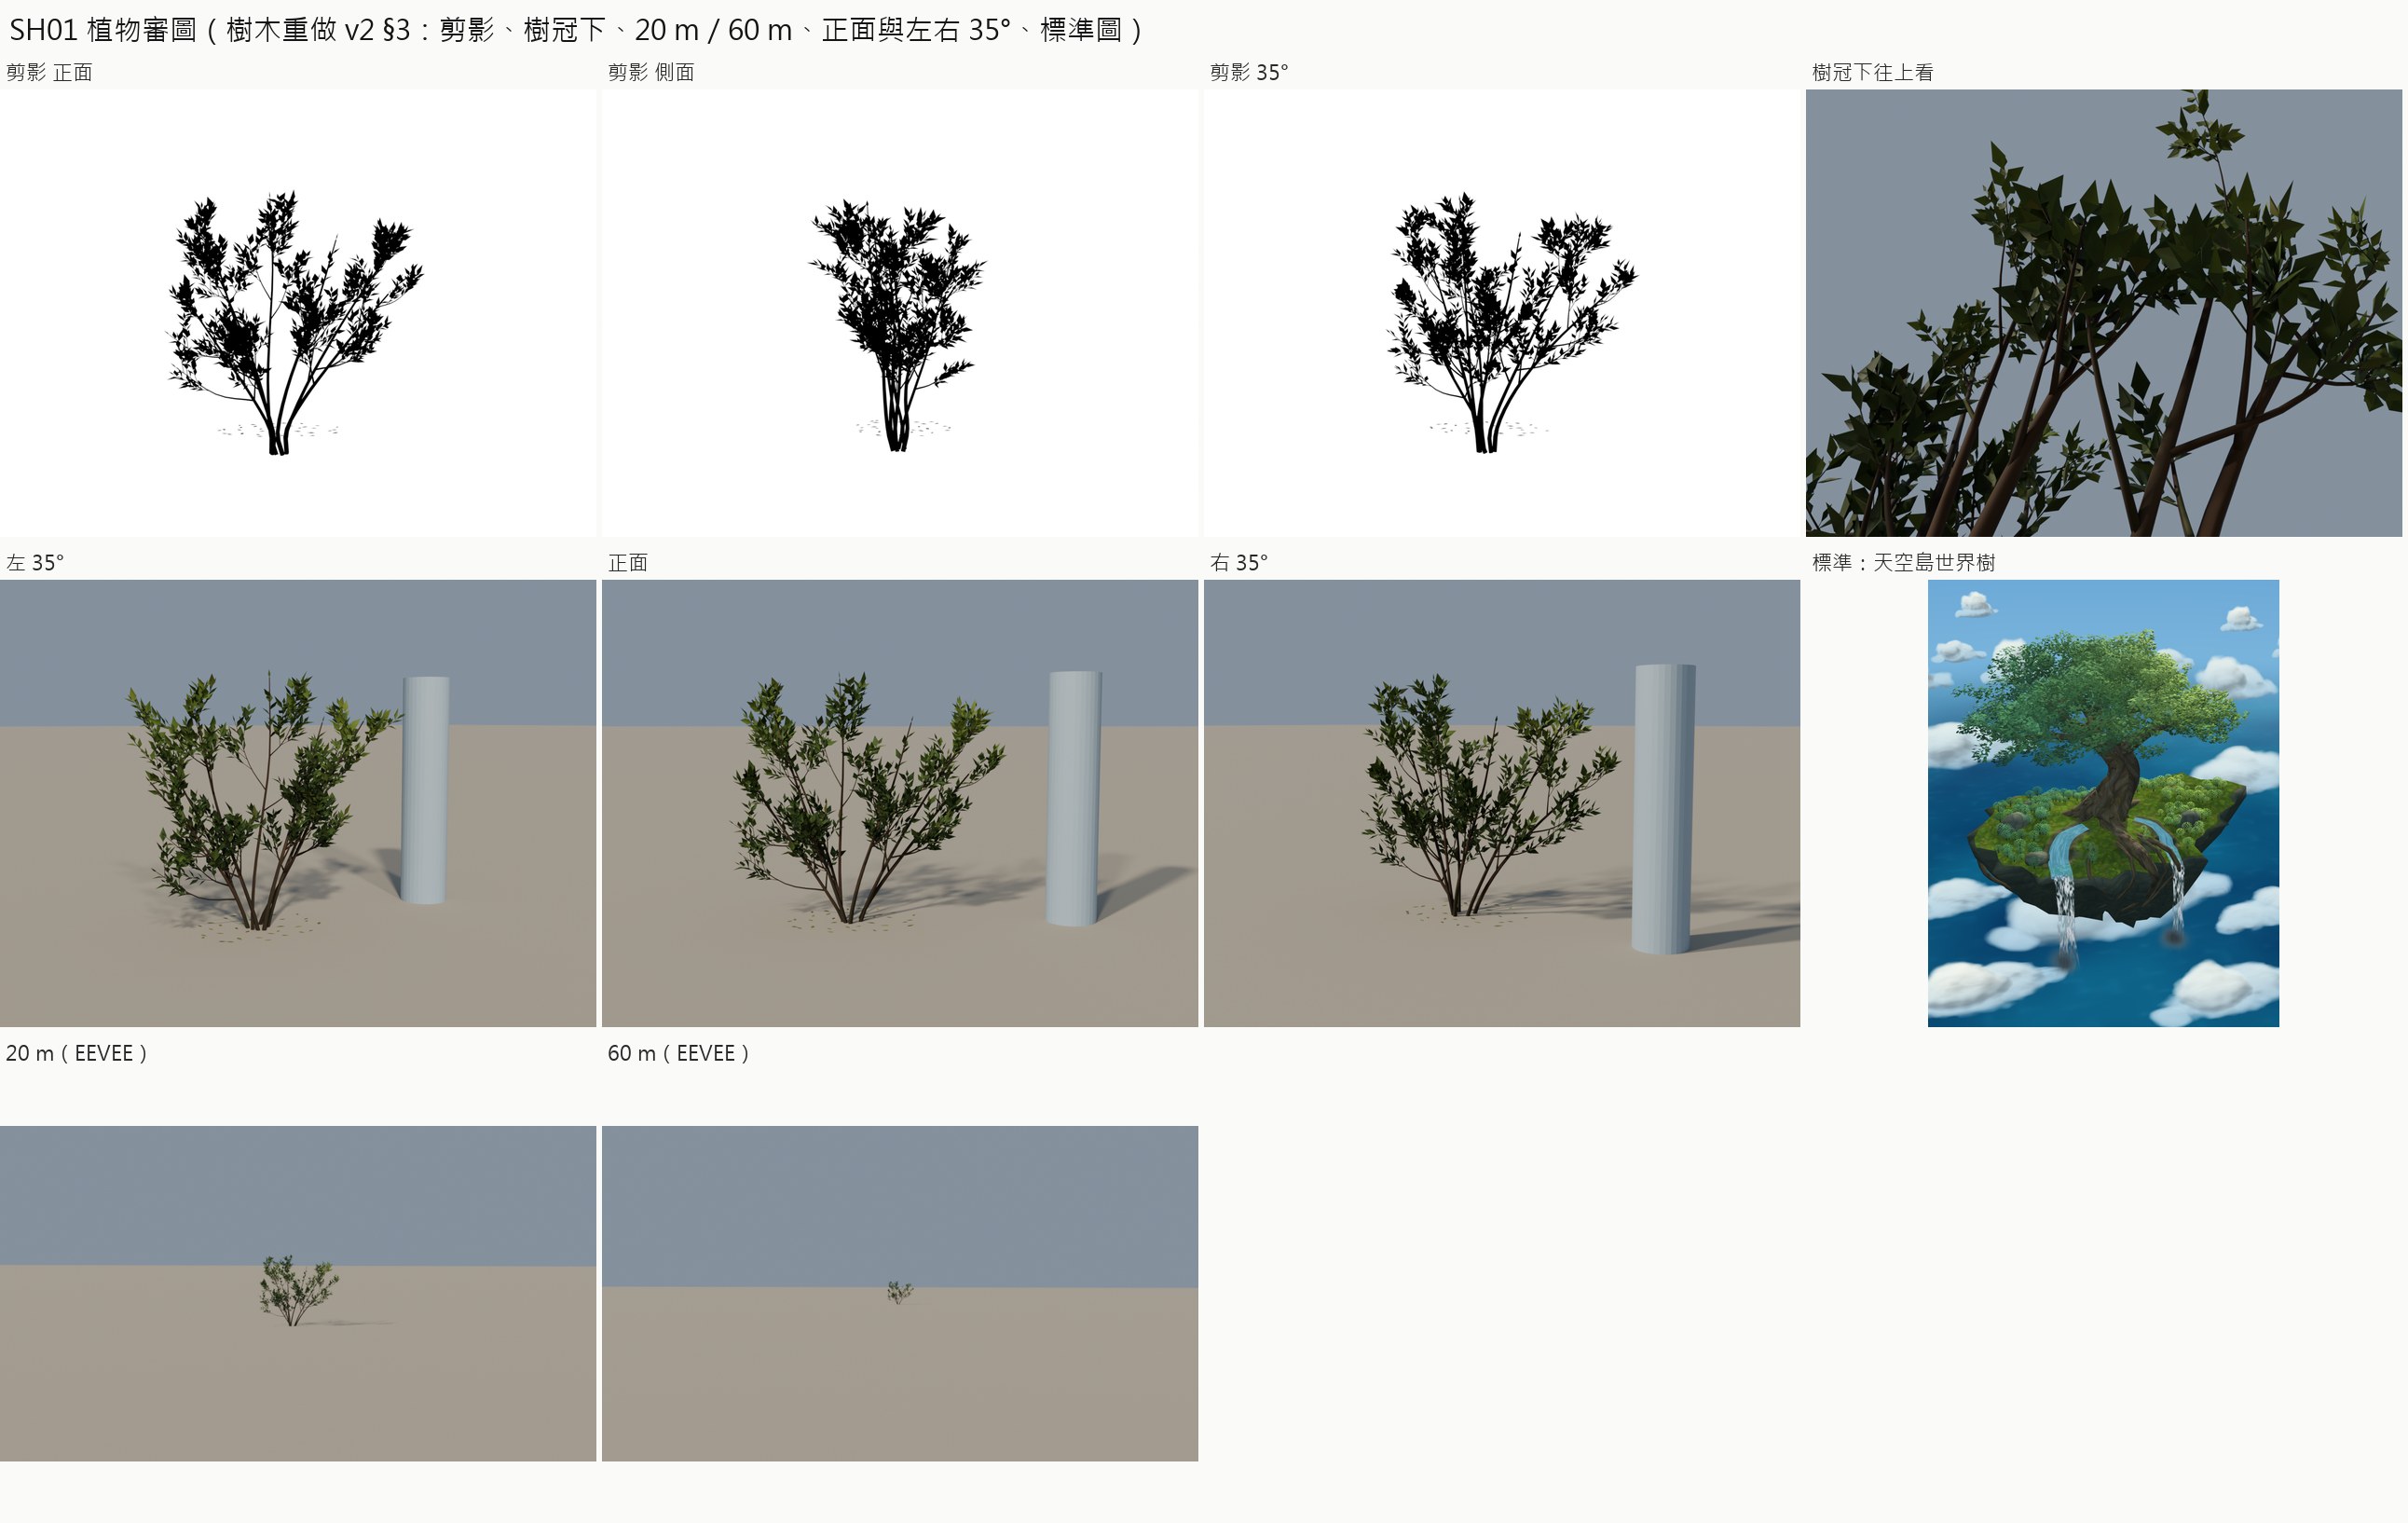 SH01 植物審圖（樹木重做 v2 §3：剪影、樹冠下、20 m / 60 m、正面與左右 35°、標準圖）
剪影 正面
剪影 側面
剪影 35°
樹冠下往上看
左 35°
正面
右 35°
標準：天空島世界樹
20 m（EEVEE）
60 m（EEVEE）